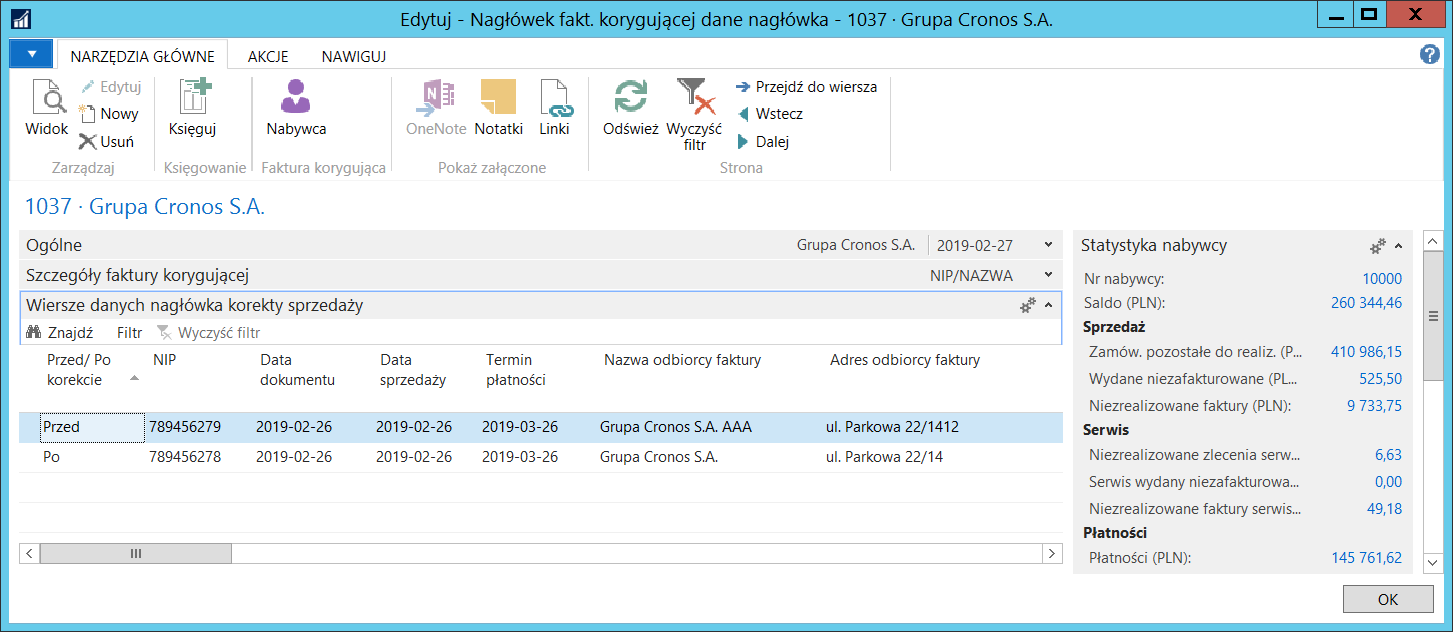 Edytuj - Nagłówek fakt. korygującej dane nagłówka - 1037 · Grupa Cronos S.A.
NARZĘDZIA GŁÓWNE AKCJE NAWIGUJ
Widok
Edytuj
Nowy
Usuń
Zarządzaj
Księguj
Księgowanie
Nabywca
Faktura korygująca
OneNote
Notatki
Linki
Pokaż załączone
Odśwież
Wyczyść
filtr
Przejdź do wiersza
Wstecz
Dalej
Strona
1037 · Grupa Cronos S.A.
Ogólne Grupa Cronos S.A. 2019-02-27
Szczegóły faktury korygującej NIP/NAZWA
Wiersze danych nagłówka korekty sprzedaży
Znajdź Filtr Wyczyść filtr
Przed/ Po NIP Data Data Termin Nazwa odbiorcy faktury Adres odbiorcy faktury
korekcie dokumentu sprzedaży płatności
Przed 789456279 2019-02-26 2019-02-26 2019-03-26 Grupa Cronos S.A. AAA ul. Parkowa 22/1412
Po 789456278 2019-02-26 2019-02-26 2019-03-26 Grupa Cronos S.A. ul. Parkowa 22/14
Statystyka nabywcy
Nr nabywcy: 10000
Saldo (PLN): 260 344,46
Sprzedaż
Zamów. pozostałe do realiz. (P... 410 986,15
Wydane niezafakturowane (PL... 525,50
Niezrealizowane faktury (PLN): 9 733,75
Serwis
Niezrealizowane zlecenia serw... 6,63
Serwis wydany niezafakturowa... 0,00
Niezrealizowane faktury serwis... 49,18
Płatności
Płatności (PLN): 145 761,62
OK